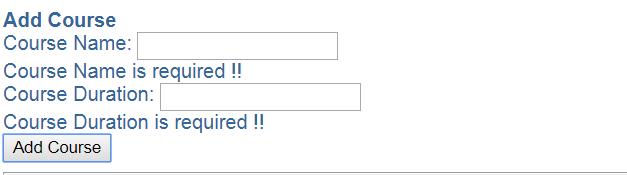 Add Course
Course Name:
Course Name is required !!
Course Duration:
Course Duration is required !!
Add Course